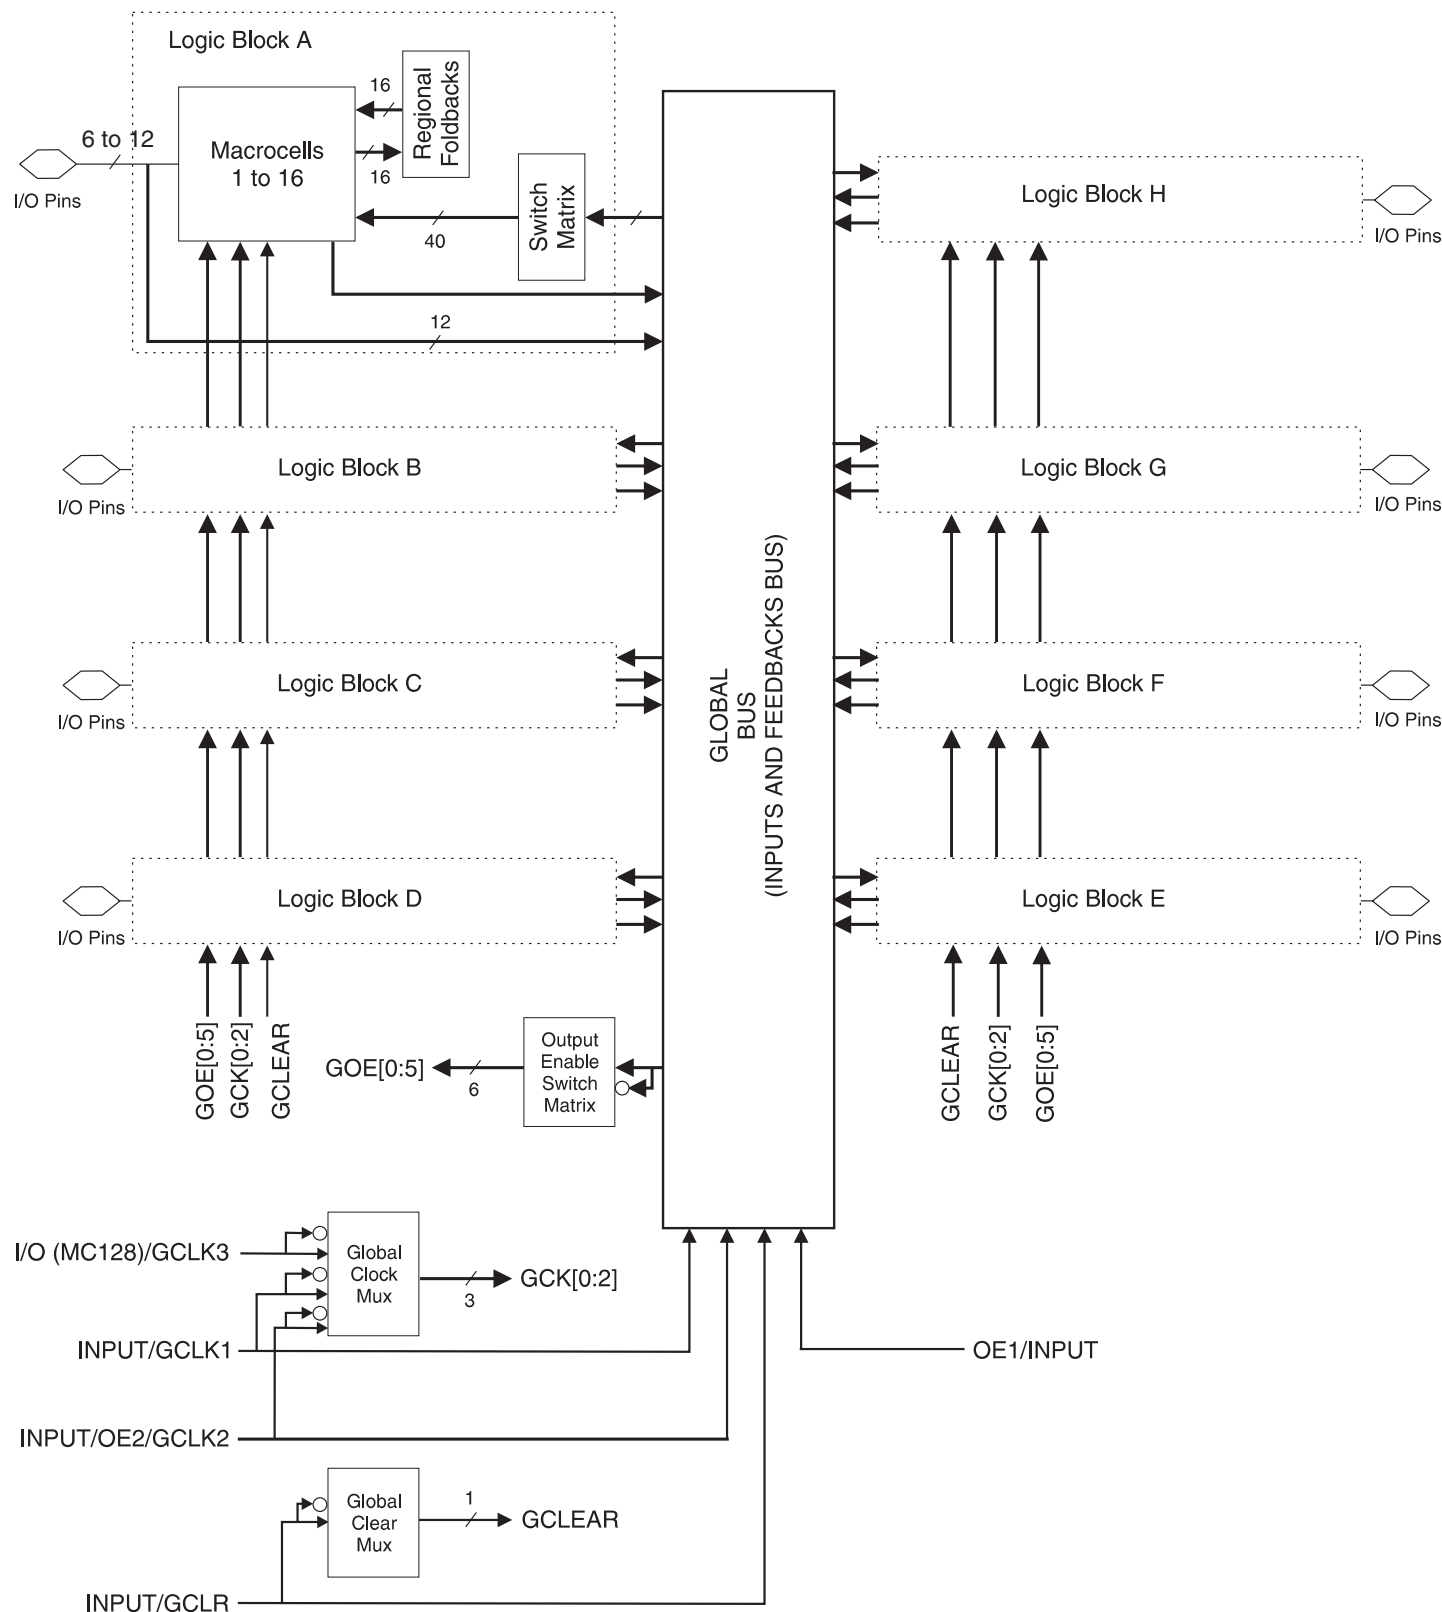 Logic Block A
Regional
Foldbacks
16
16
6 to 12
Macrocells
1 to 16
I/O Pins
Switch
Matrix
40
12
Logic Block H
I/O Pins
Logic Block B
I/O Pins
Logic Block G
I/O Pins
GLOBAL
BUS
(INPUTS AND FEEDBACKS BUS)
Logic Block C
I/O Pins
Logic Block F
I/O Pins
Logic Block D
I/O Pins
Logic Block E
I/O Pins
GOE[0:5]
GCK[0:2]
GCLEAR
GOE[0:5]
6
Output
Enable
Switch
Matrix
GCLEAR
GCK[0:2]
GOE[0:5]
I/O (MC128)/GCLK3
Global
Clock
Mux
3
GCK[0:2]
INPUT/GCLK1
OE1/INPUT
INPUT/OE2/GCLK2
Global
Clear
Mux
1
GCLEAR
INPUT/GCLR